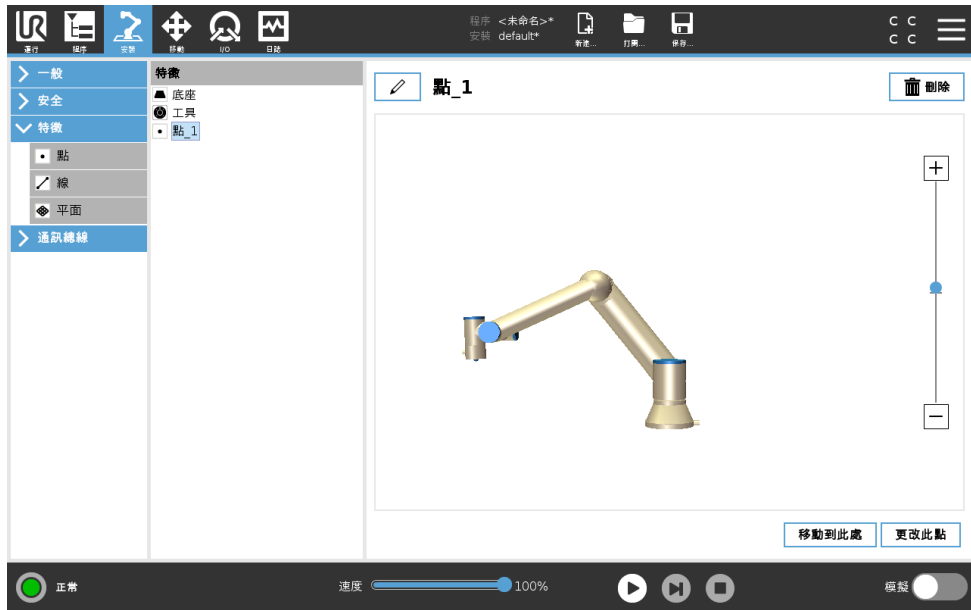 UR
運行
程序
安裝
移動
I/O
日誌
程序 <未命名>*
安裝 default*
新建...
打開...
保存...
C C
C C
一般
安全
特徵
點
線
平面
通訊總線
特徵
底座
工具
點_1
點_1
刪除
+
−
移動到此處
更改此點
正常
速度
100%
模擬